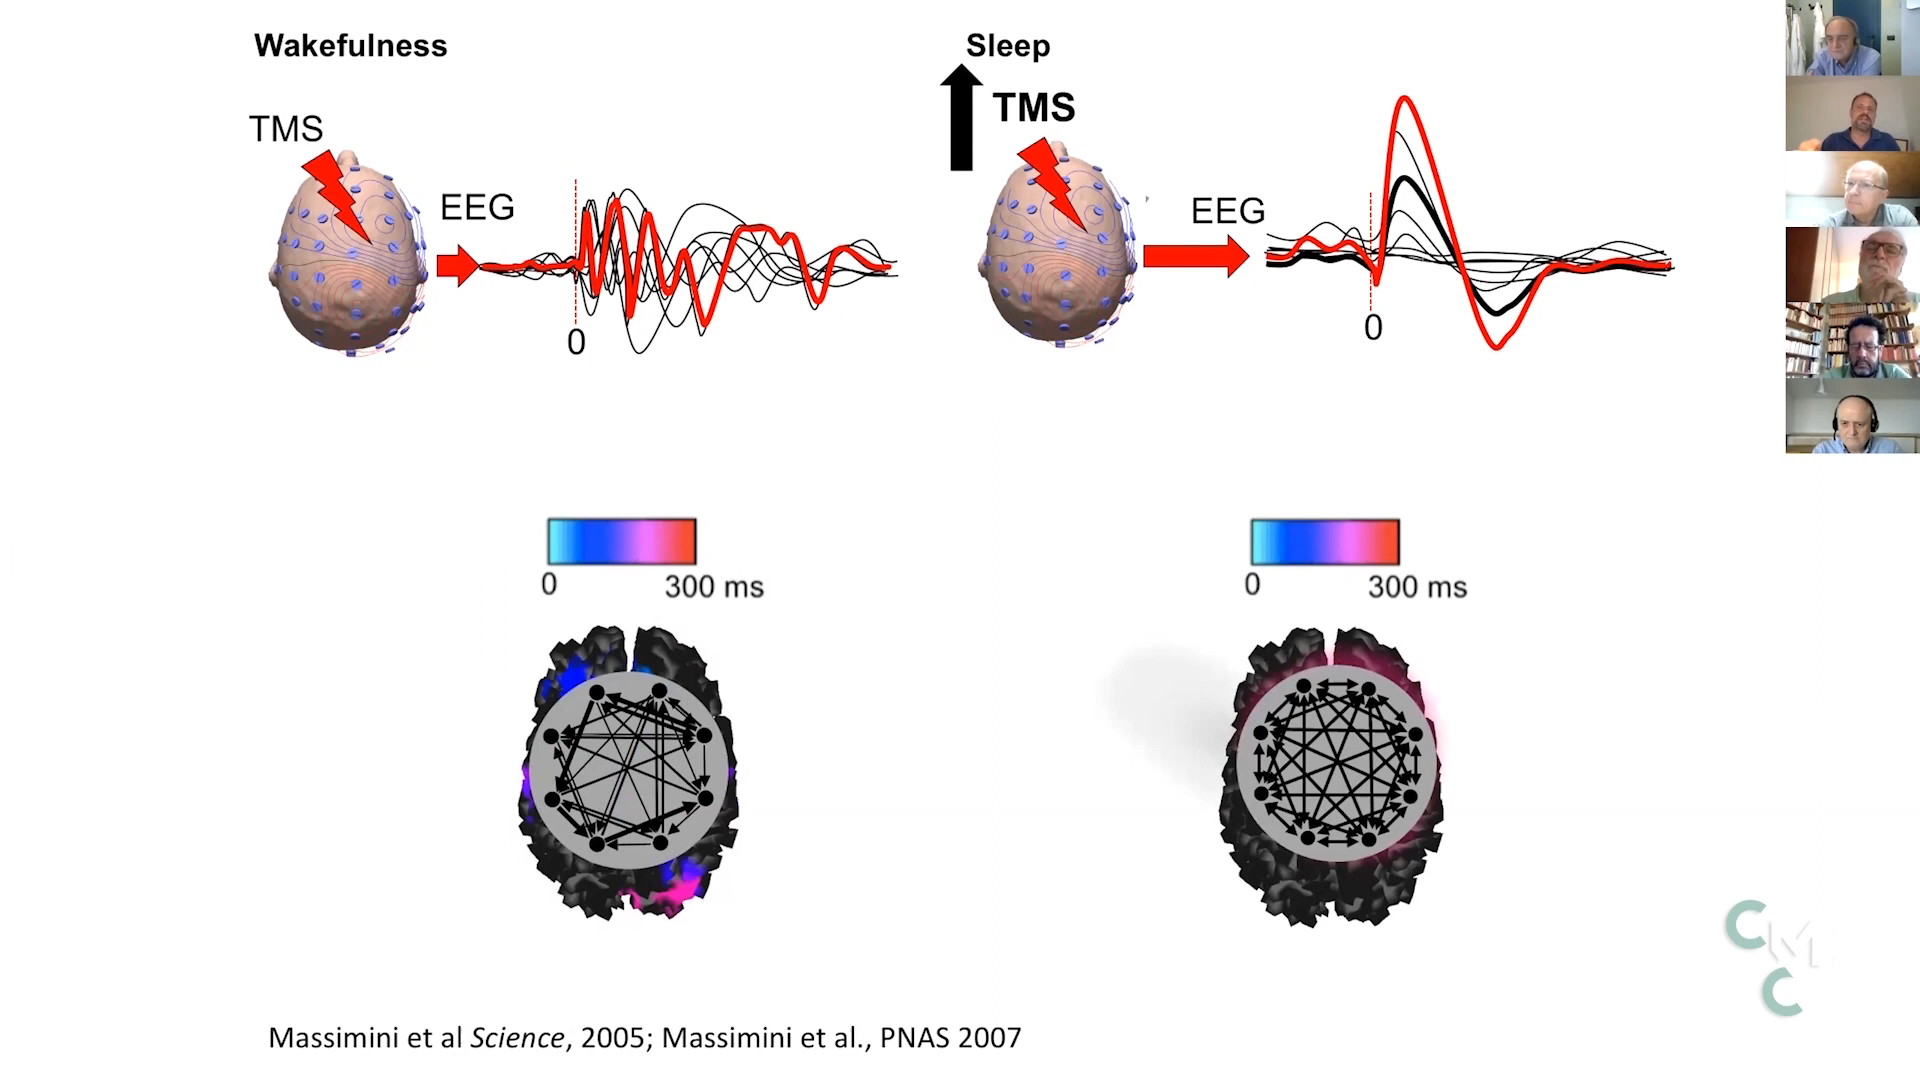 Wakefulness
TMS
EEG
0
Sleep
TMS
EEG
0
0 300 ms
0 300 ms
CMC
Massimini et al Science, 2005; Massimini et al., PNAS 2007